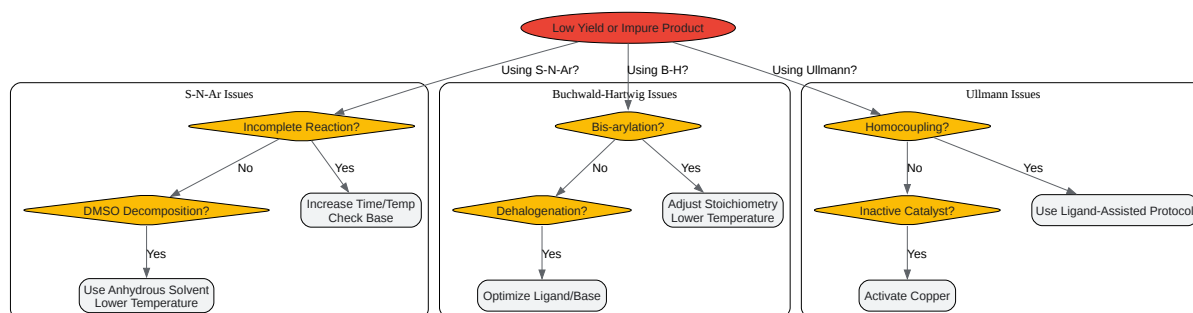 Low Yield or Impure Product
Using S-N-Ar?
Using B-H?
Using Ullmann?
S-N-Ar Issues
Buchwald-Hartwig Issues
Ullmann Issues
Incomplete Reaction?
Bis-arylation?
Homocoupling?
No
Yes
No
Yes
No
Yes
DMSO Decomposition?
Increase Time/Temp
Check Base
Dehalogenation?
Adjust Stoichiometry
Lower Temperature
Inactive Catalyst?
Use Ligand-Assisted Protocol
Yes
Yes
Yes
Use Anhydrous Solvent
Lower Temperature
Optimize Ligand/Base
Activate Copper